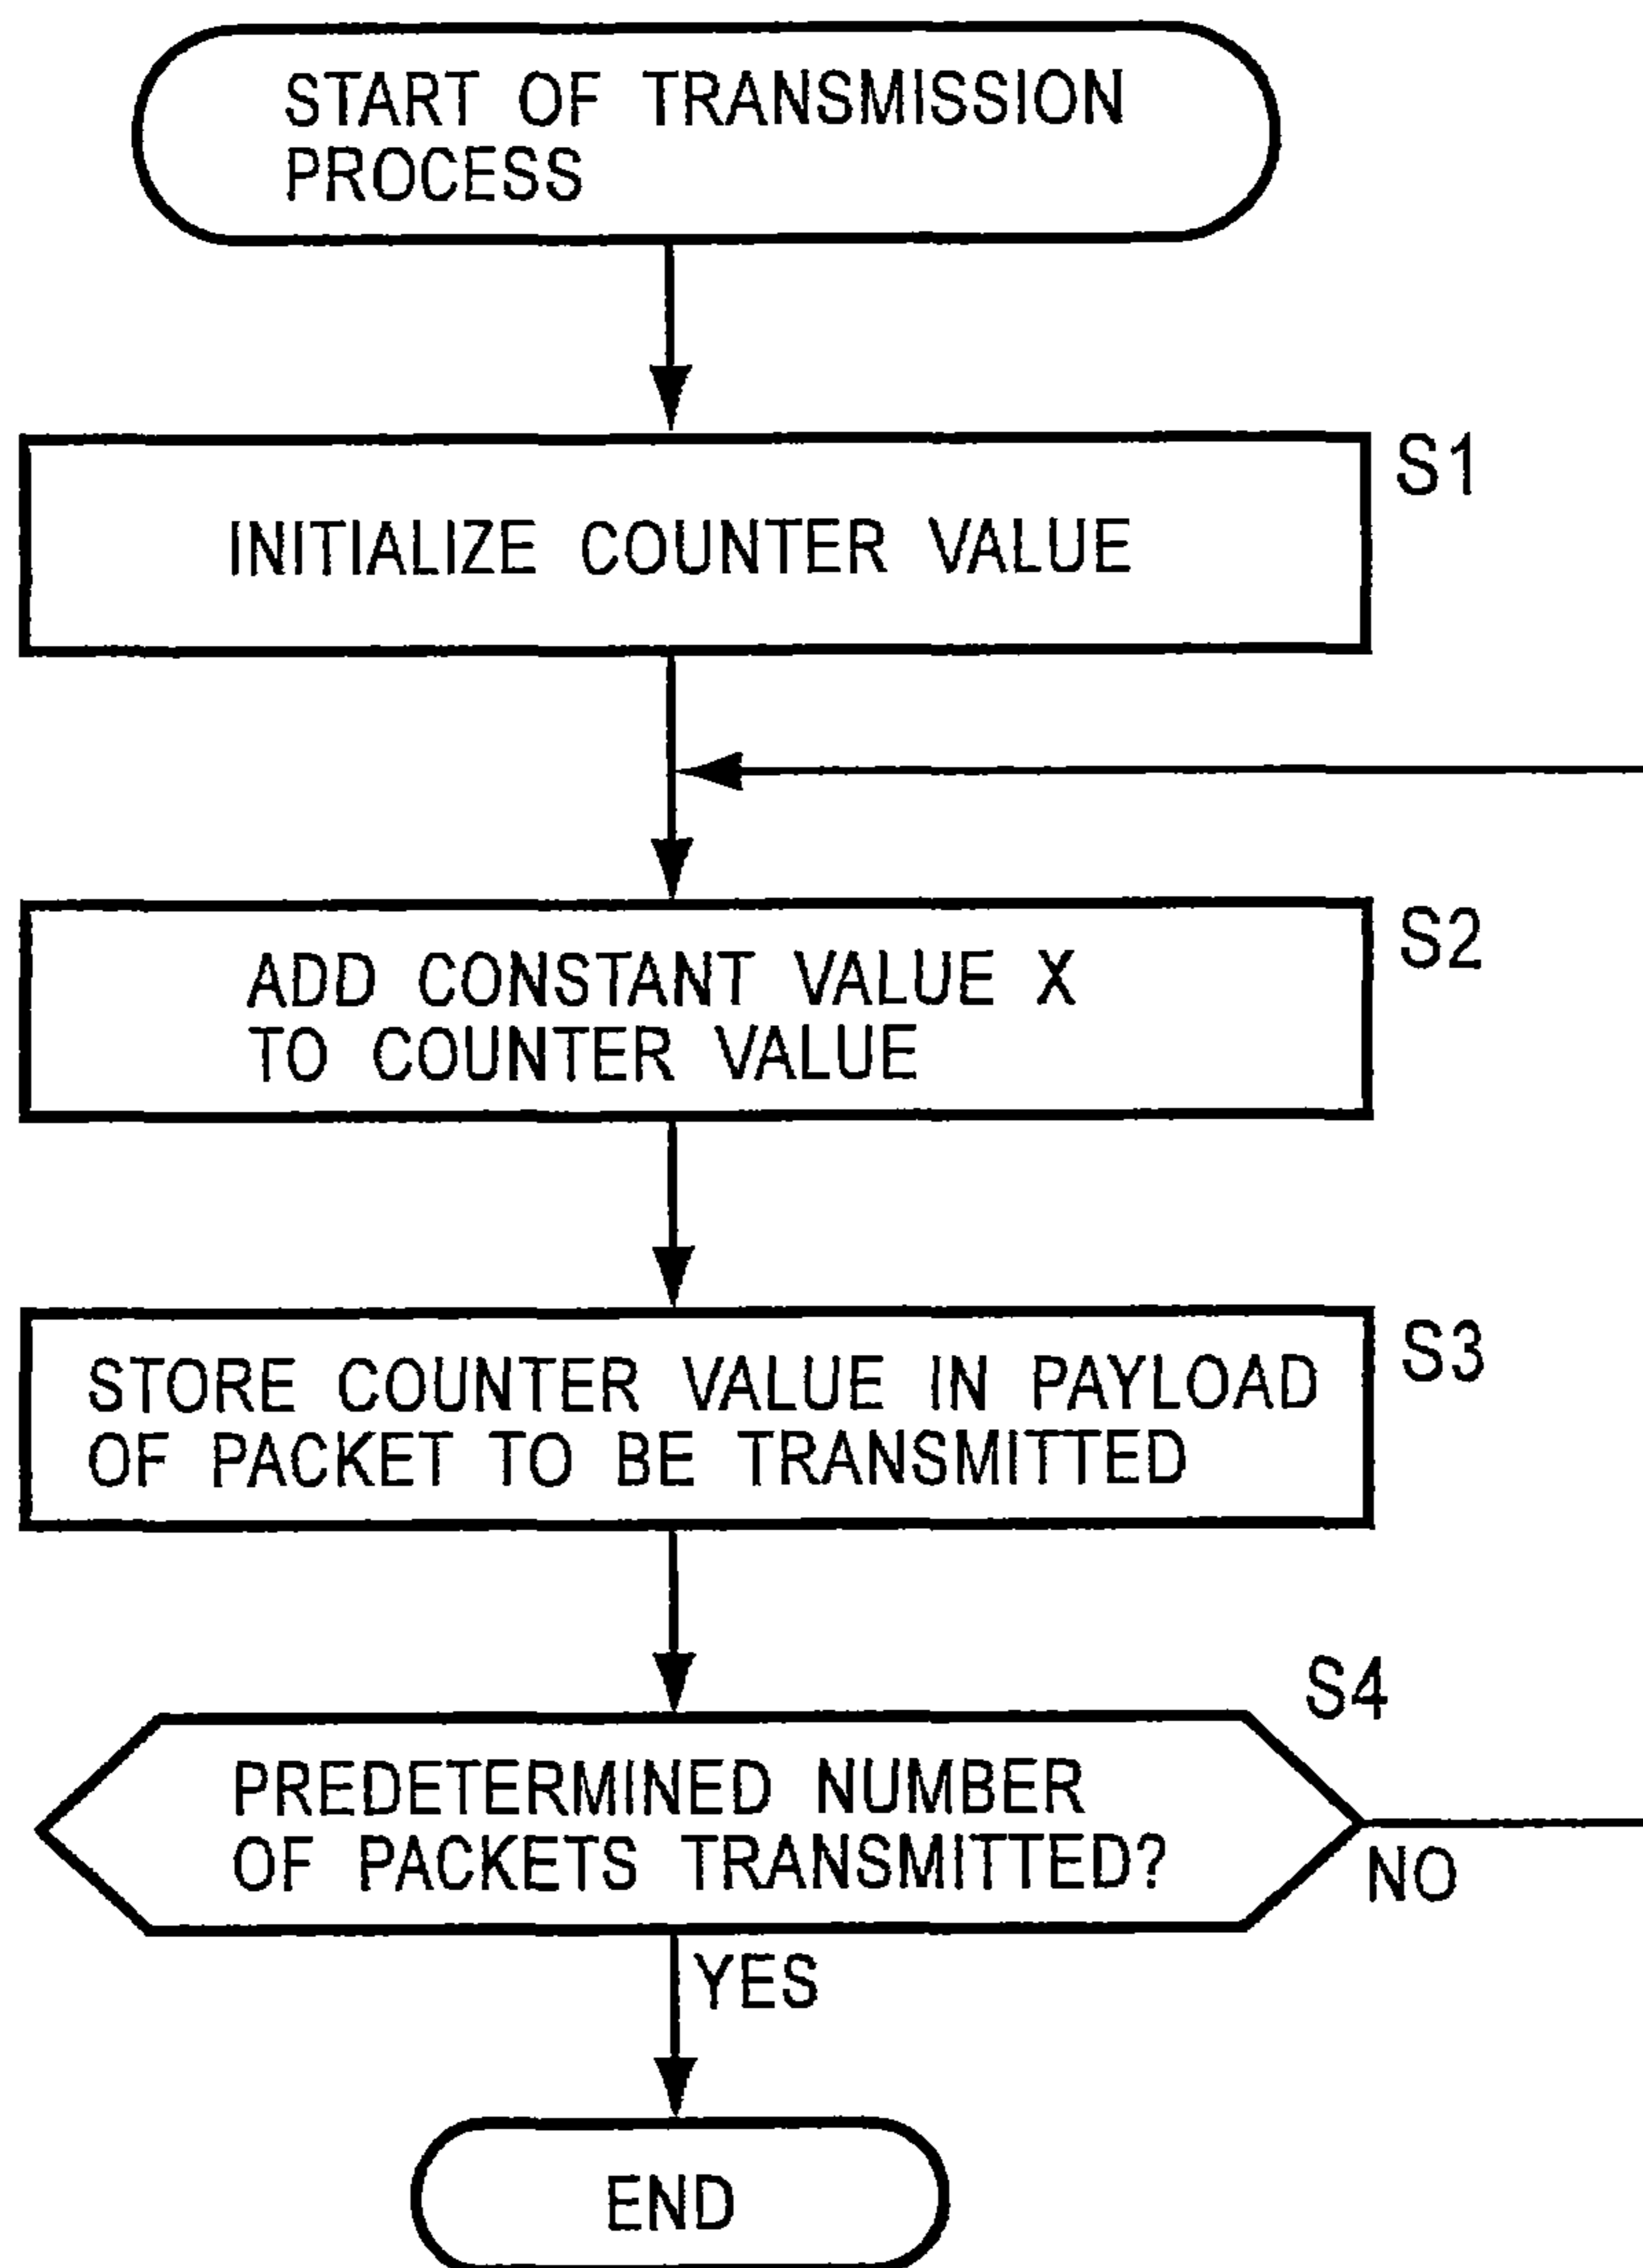 START OF TRANSMISSION
PROCESS
S1
INITIALIZE COUNTER VALUE
S2
ADD CONSTANT VALUE X
TO COUNTER VALUE
S3
STORE COUNTER VALUE IN PAYLOAD
OF PACKET TO BE TRANSMITTED
S4
PREDETERMINED NUMBER
OF PACKETS TRANSMITTED?
NO
YES
END